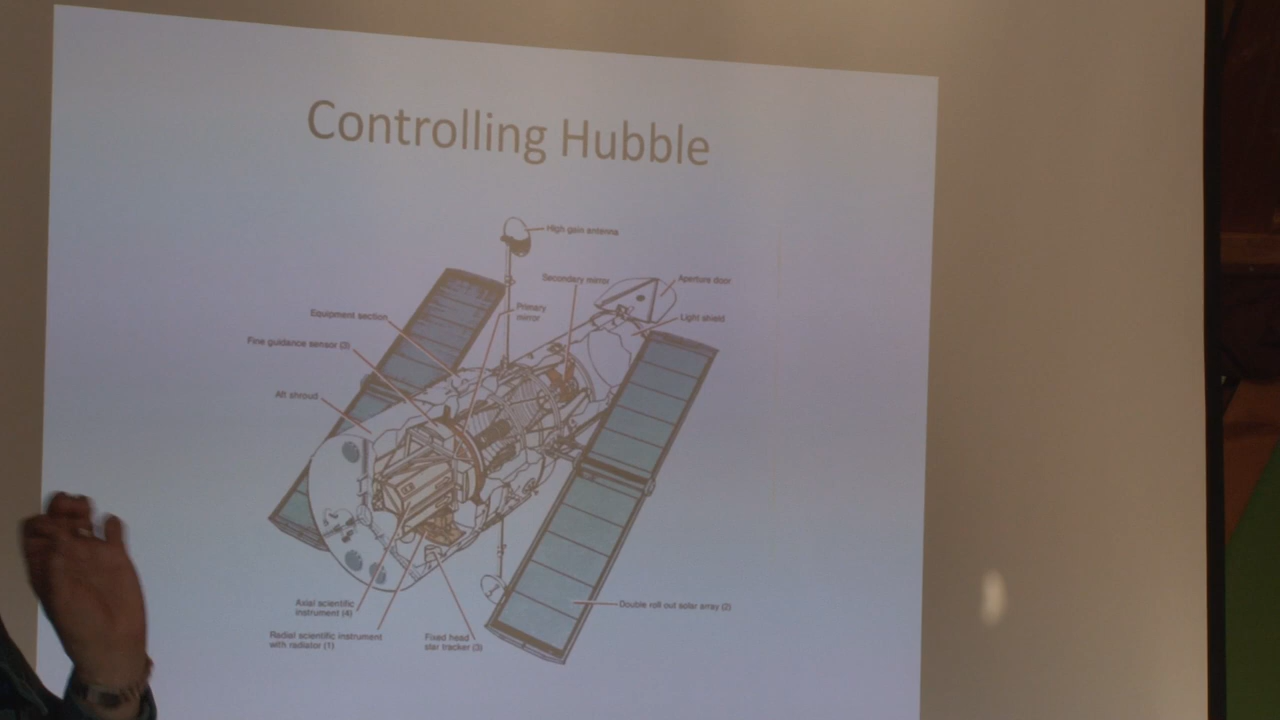 Controlling Hubble
High gain antenna
Secondary mirror
Aperture door
Primary
mirror
Equipment section
Light shield
Fine guidance sensor (3)
Aft shroud
Axial scientific
instrument (4)
Double roll out solar array (2)
Radial scientific instrument
with radiator (1)
Fixed head
star tracker (3)